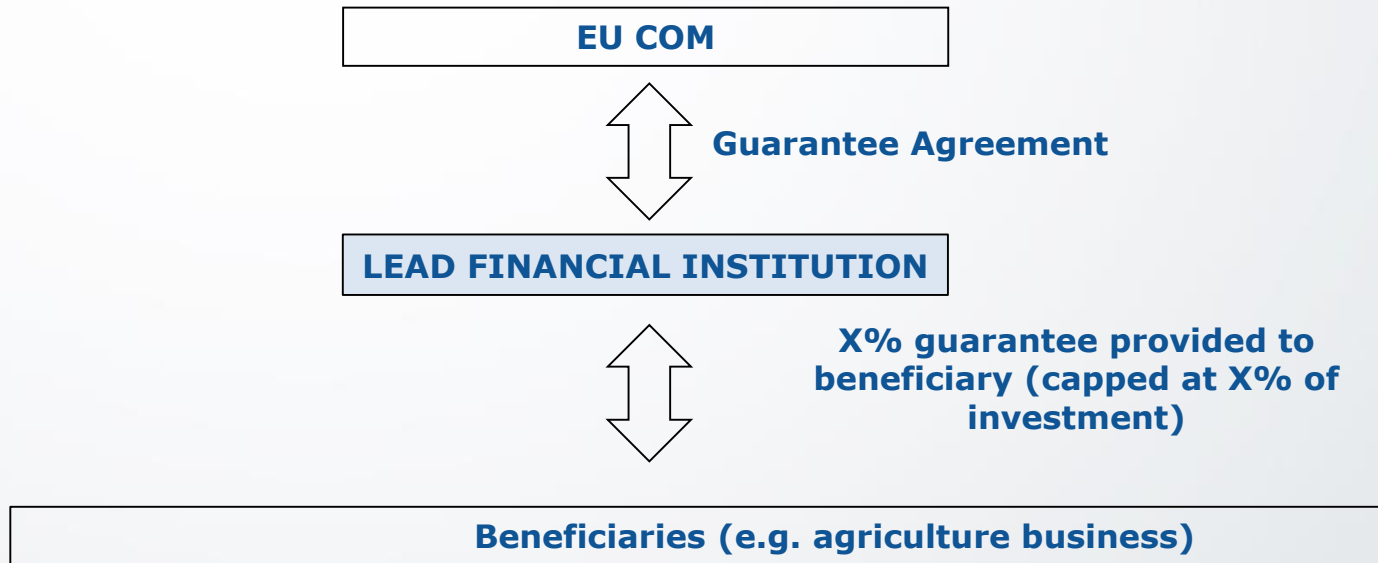 EU COM
Guarantee Agreement
LEAD FINANCIAL INSTITUTION
X% guarantee provided to
beneficiary (capped at X% of
investment)
Beneficiaries (e.g. agriculture business)